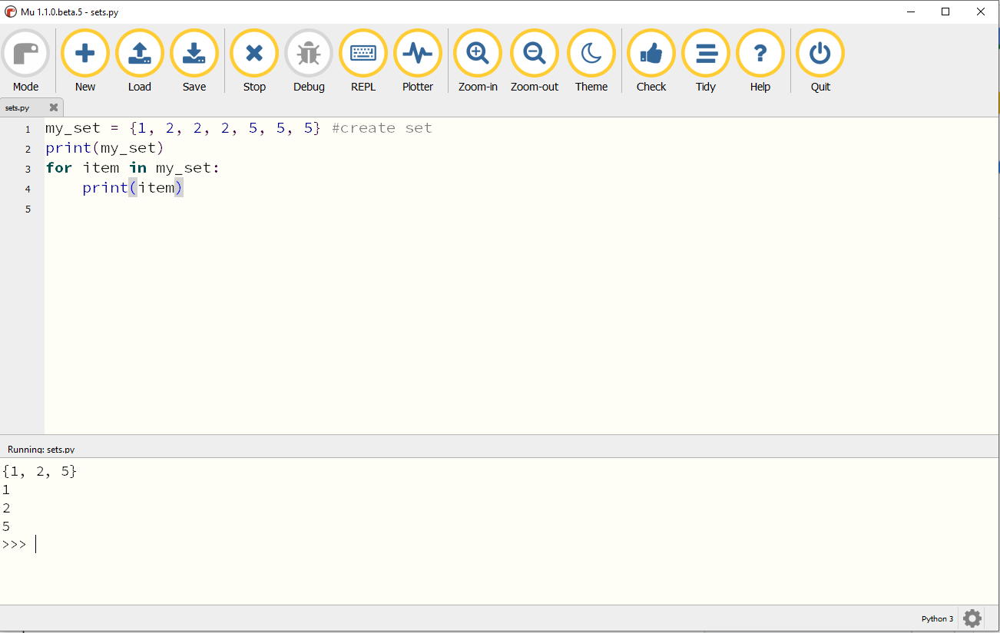 Mu 1.1.0.beta.5 - sets.py
Mode New Load Save Stop Debug REPL Plotter Zoom-in Zoom-out Theme Check Tidy Help Quit
sets.py
1 my_set = {1, 2, 2, 2, 5, 5, 5} #create set
2 print(my_set)
3 for item in my_set:
4     print(item)
5
Running: sets.py
{1, 2, 5}
1
2
5
>>>
Python 3